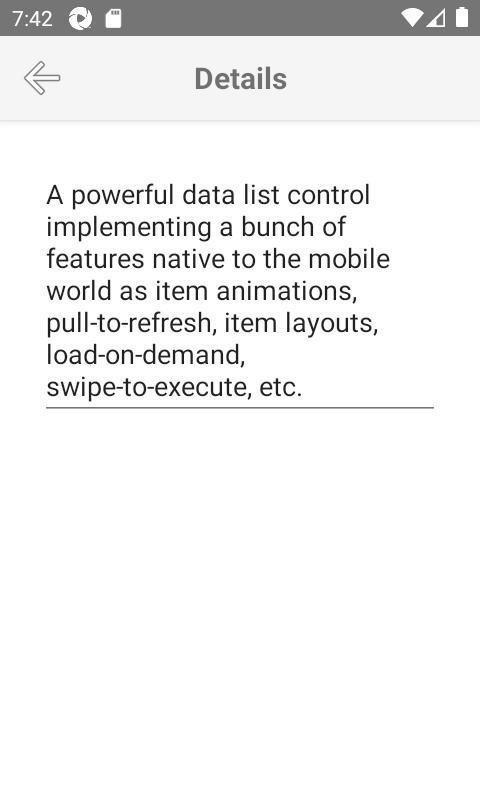 7:42
Details
A powerful data list control
implementing a bunch of
features native to the mobile
world as item animations,
pull-to-refresh, item layouts,
load-on-demand,
swipe-to-execute, etc.